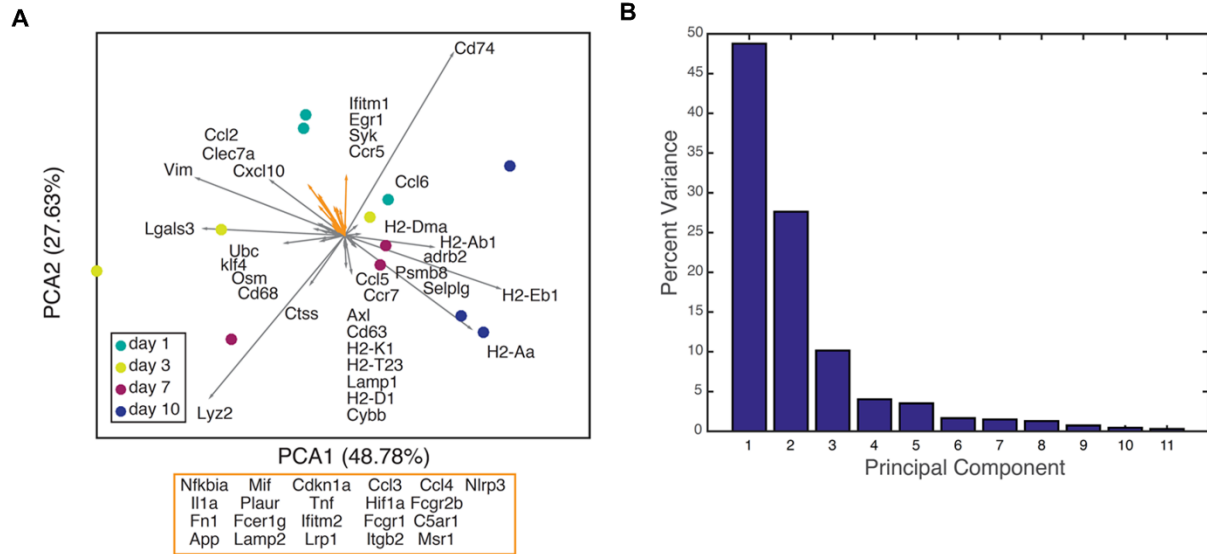 A
Cd74
Ifitm1
Egr1
Syk
Ccr5
Ccl2
Clec7a
Vim
Cxcl10
Ccl6
Lgals3
H2-Dma
H2-Ab1
adrb2
Ubc
klf4
Osm
Cd68
Psmb8
Selplg
H2-Eb1
Ccl5
Ccr7
Ctss
Axl
Cd63
H2-K1
H2-T23
Lamp1
H2-D1
Cybb
H2-Aa
Lyz2
day 1
day 3
day 7
day 10
PCA2 (27.63%)
PCA1 (48.78%)
Nfkbia Mif Cdkn1a Ccl3 Ccl4 Nlrp3
Il1a Plaur Tnf Hif1a Fcgr2b
Fn1 Fcer1g Ifitm2 Fcgr1 C5ar1
App Lamp2 Lrp1 Itgb2 Msr1
B
50
45
40
35
30
25
20
15
10
5
0
Percent Variance
1 2 3 4 5 6 7 8 9 10 11
Principal Component